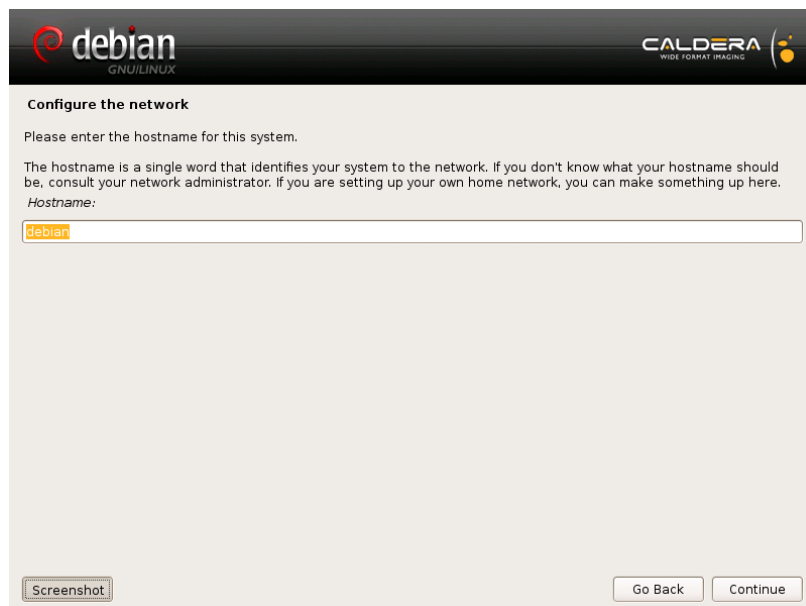 debian
GNU/LINUX
CALDERA
WIDE FORMAT IMAGING
Configure the network
Please enter the hostname for this system.
The hostname is a single word that identifies your system to the network. If you don't know what your hostname should
be, consult your network administrator. If you are setting up your own home network, you can make something up here.
Hostname:
debian
Screenshot
Go Back
Continue